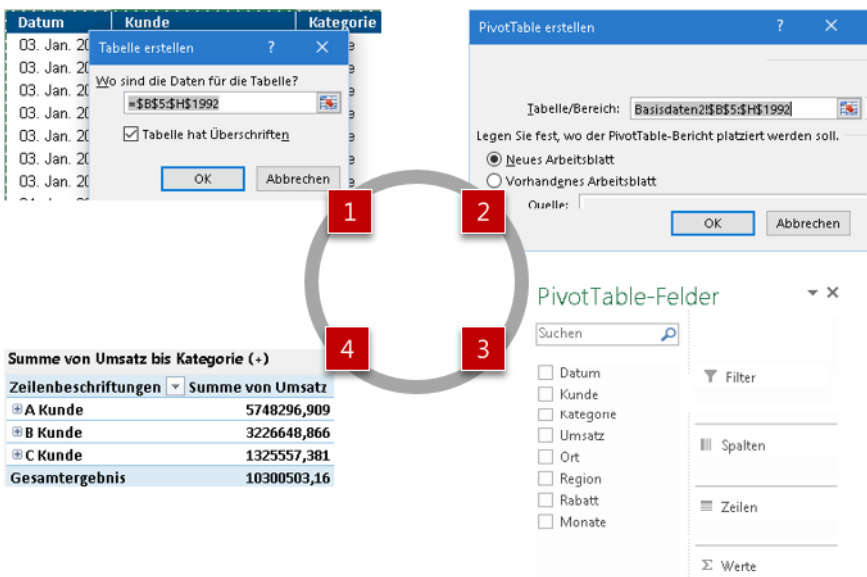 Datum Kunde Kategorie
03. Jan. 20
Tabelle erstellen ? ✕
03. Jan. 20
03. Jan. 20
Wo sind die Daten für die Tabelle?
03. Jan. 20
=$B$5:$H$1992
03. Jan. 20
Tabelle hat Überschriften
03. Jan. 20
03. Jan. 20
OK Abbrechen
PivotTable erstellen ? ✕
Tabelle/Bereich: Basisdaten2!$B$5:$H$1992
Legen Sie fest, wo der PivotTable-Bericht platziert werden soll.
Neues Arbeitsblatt
Vorhandenes Arbeitsblatt
Quelle:
OK Abbrechen
1 2
4 3
PivotTable-Felder
Suchen
Datum
Kunde
Kategorie
Umsatz
Ort
Region
Rabatt
Monate
Filter
Spalten
Zeilen
Σ Werte
Summe von Umsatz bis Kategorie (+)
Zeilenbeschriftungen Summe von Umsatz
A Kunde 5748296,909
B Kunde 3226648,866
C Kunde 1325557,381
Gesamtergebnis 10300503,16